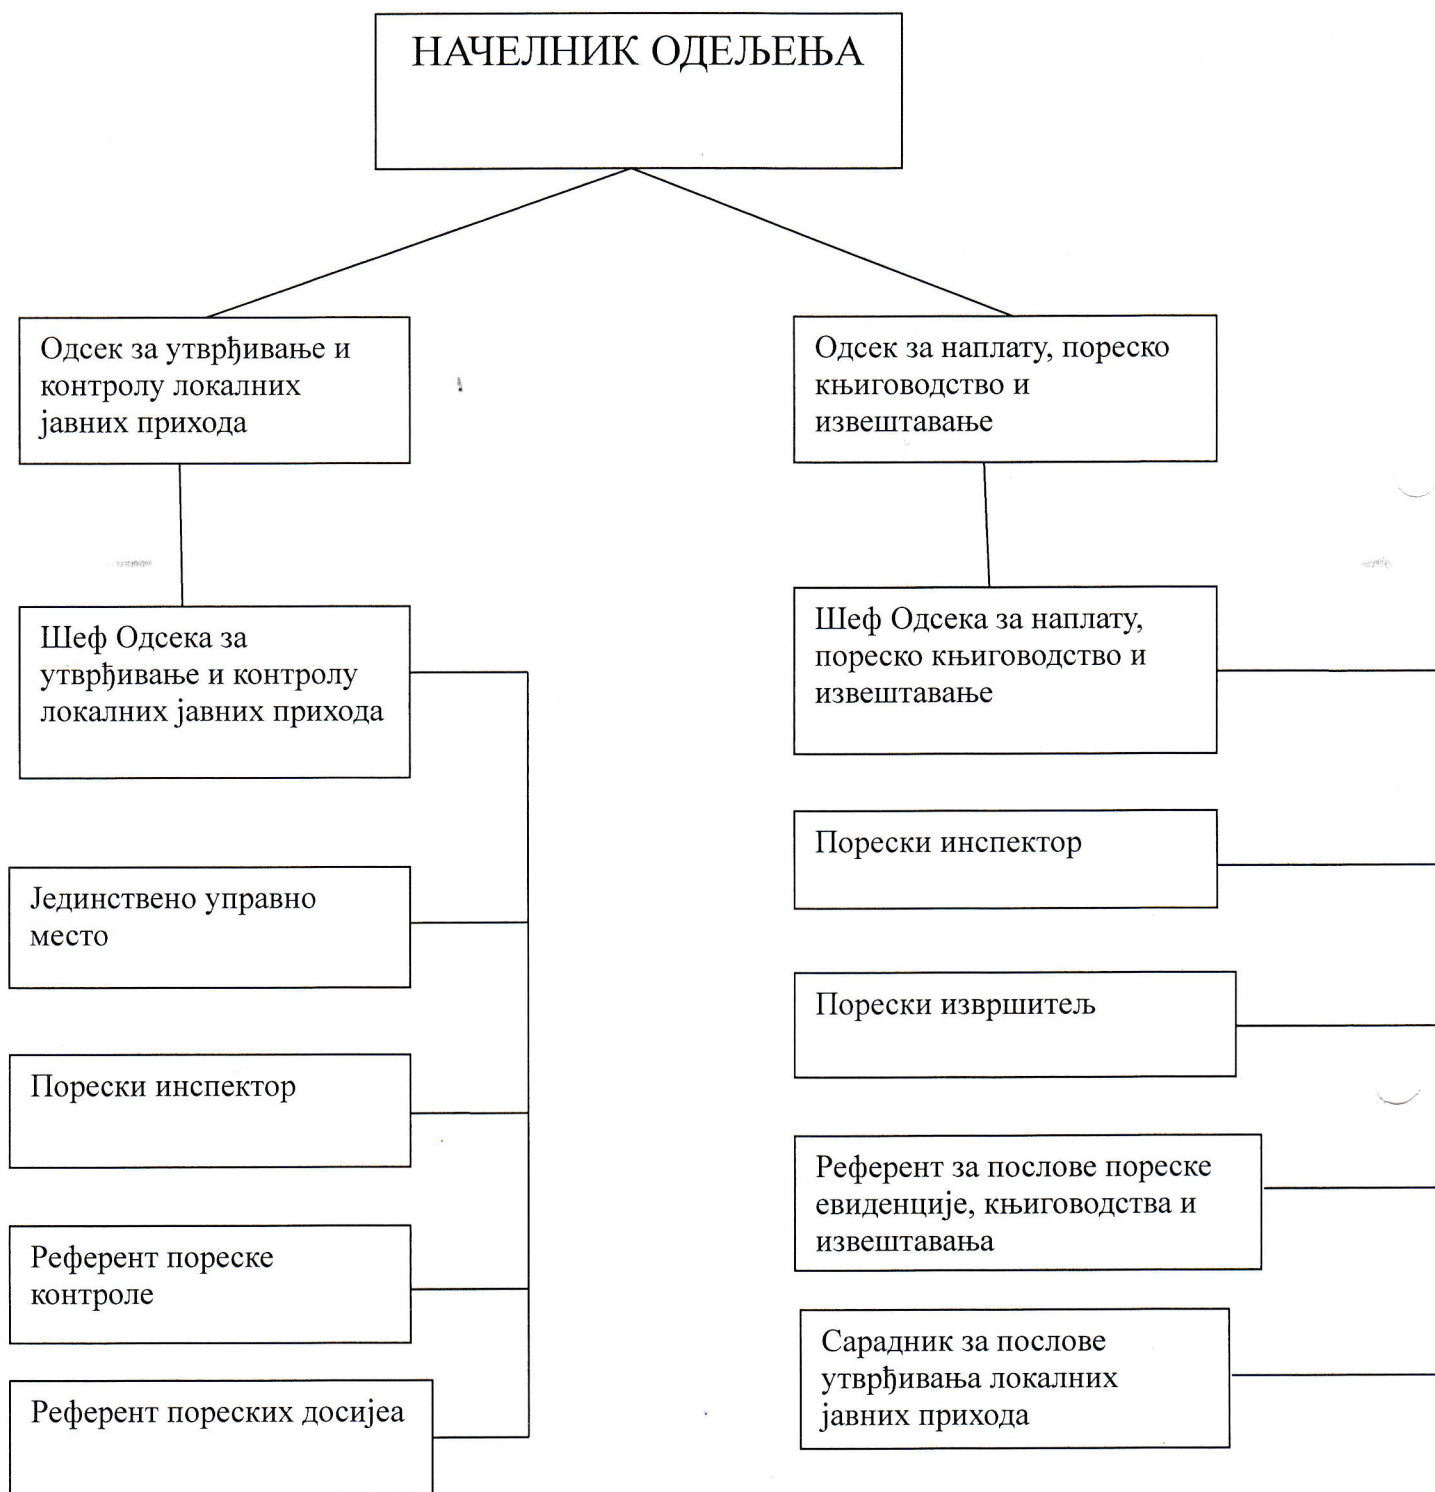 НАЧЕЛНИК ОДЕЉЕЊА
Одсек за утврђивање и
контролу локалних
јавних прихода
Одсек за наплату, пореско
књиговодство и
извештавање
Шеф Одсека за
утврђивање и контролу
локалних јавних прихода
Шеф Одсека за наплату,
пореско књиговодство и
извештавање
Јединствено управно
место
Порески инспектор
Референт пореске
контроле
Референт пореских досијеа
Порески инспектор
Порески извршитељ
Референт за послове пореске
евиденције, књиговодства и
извештавања
Сарадник за послове
утврђивања локалних
јавних прихода